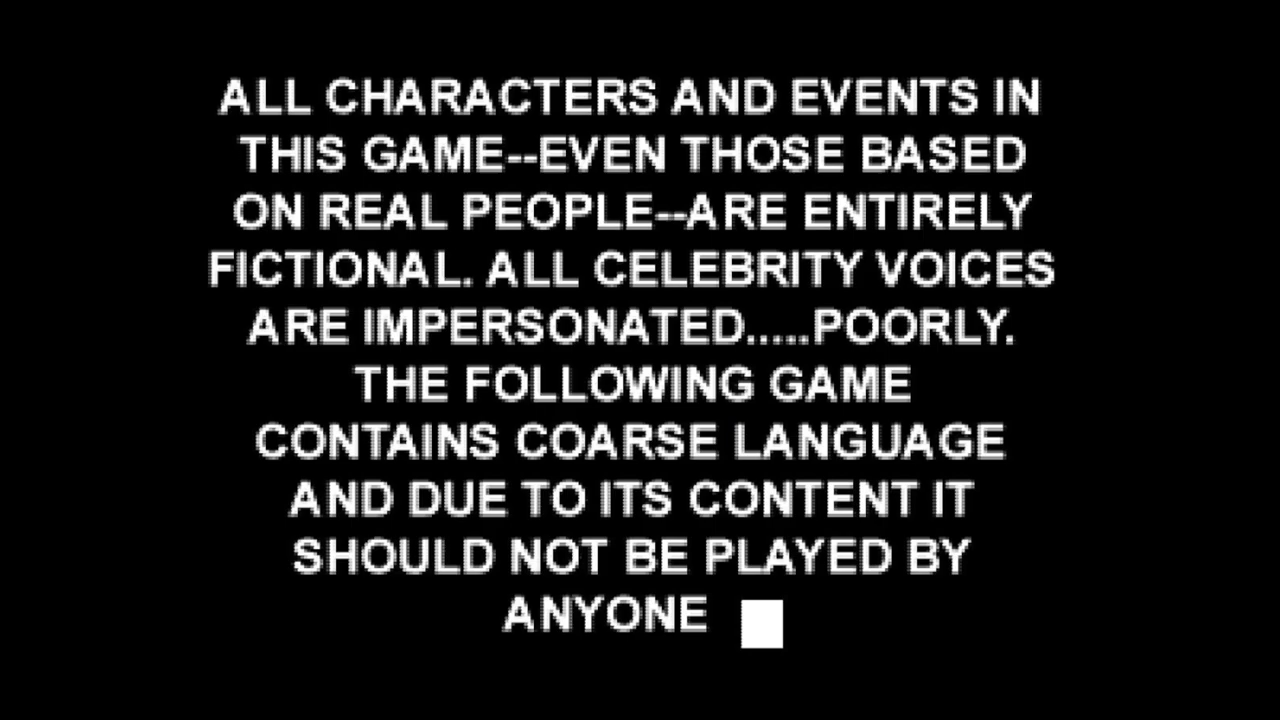 ALL CHARACTERS AND EVENTS IN
THIS GAME--EVEN THOSE BASED
ON REAL PEOPLE--ARE ENTIRELY
FICTIONAL. ALL CELEBRITY VOICES
ARE IMPERSONATED.....POORLY.
THE FOLLOWING GAME
CONTAINS COARSE LANGUAGE
AND DUE TO ITS CONTENT IT
SHOULD NOT BE PLAYED BY
ANYONE